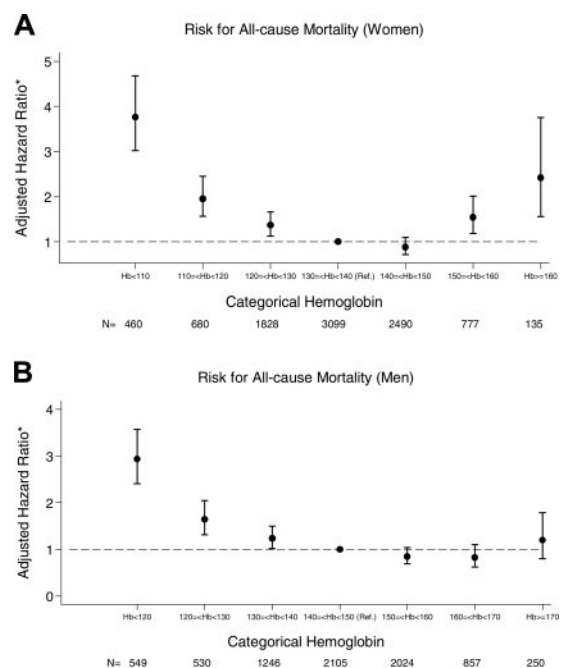 A
Risk for All-cause Mortality (Women)
Adjusted Hazard Ratio*
5
4
3
2
1
Hb<110 110=<Hb<120 120=<Hb<130 130=<Hb<140 (Ref.) 140=<Hb<150 150=<Hb<160 Hb>=160
Categorical Hemoglobin
N= 460 680 1828 3099 2490 777 135
B
Risk for All-cause Mortality (Men)
Adjusted Hazard Ratio*
4
3
2
1
0
Hb<120 120=<Hb<130 130=<Hb<140 140=<Hb<150 (Ref.) 150=<Hb<160 160=<Hb<170 Hb>=170
Categorical Hemoglobin
N= 549 530 1246 2105 2024 857 250